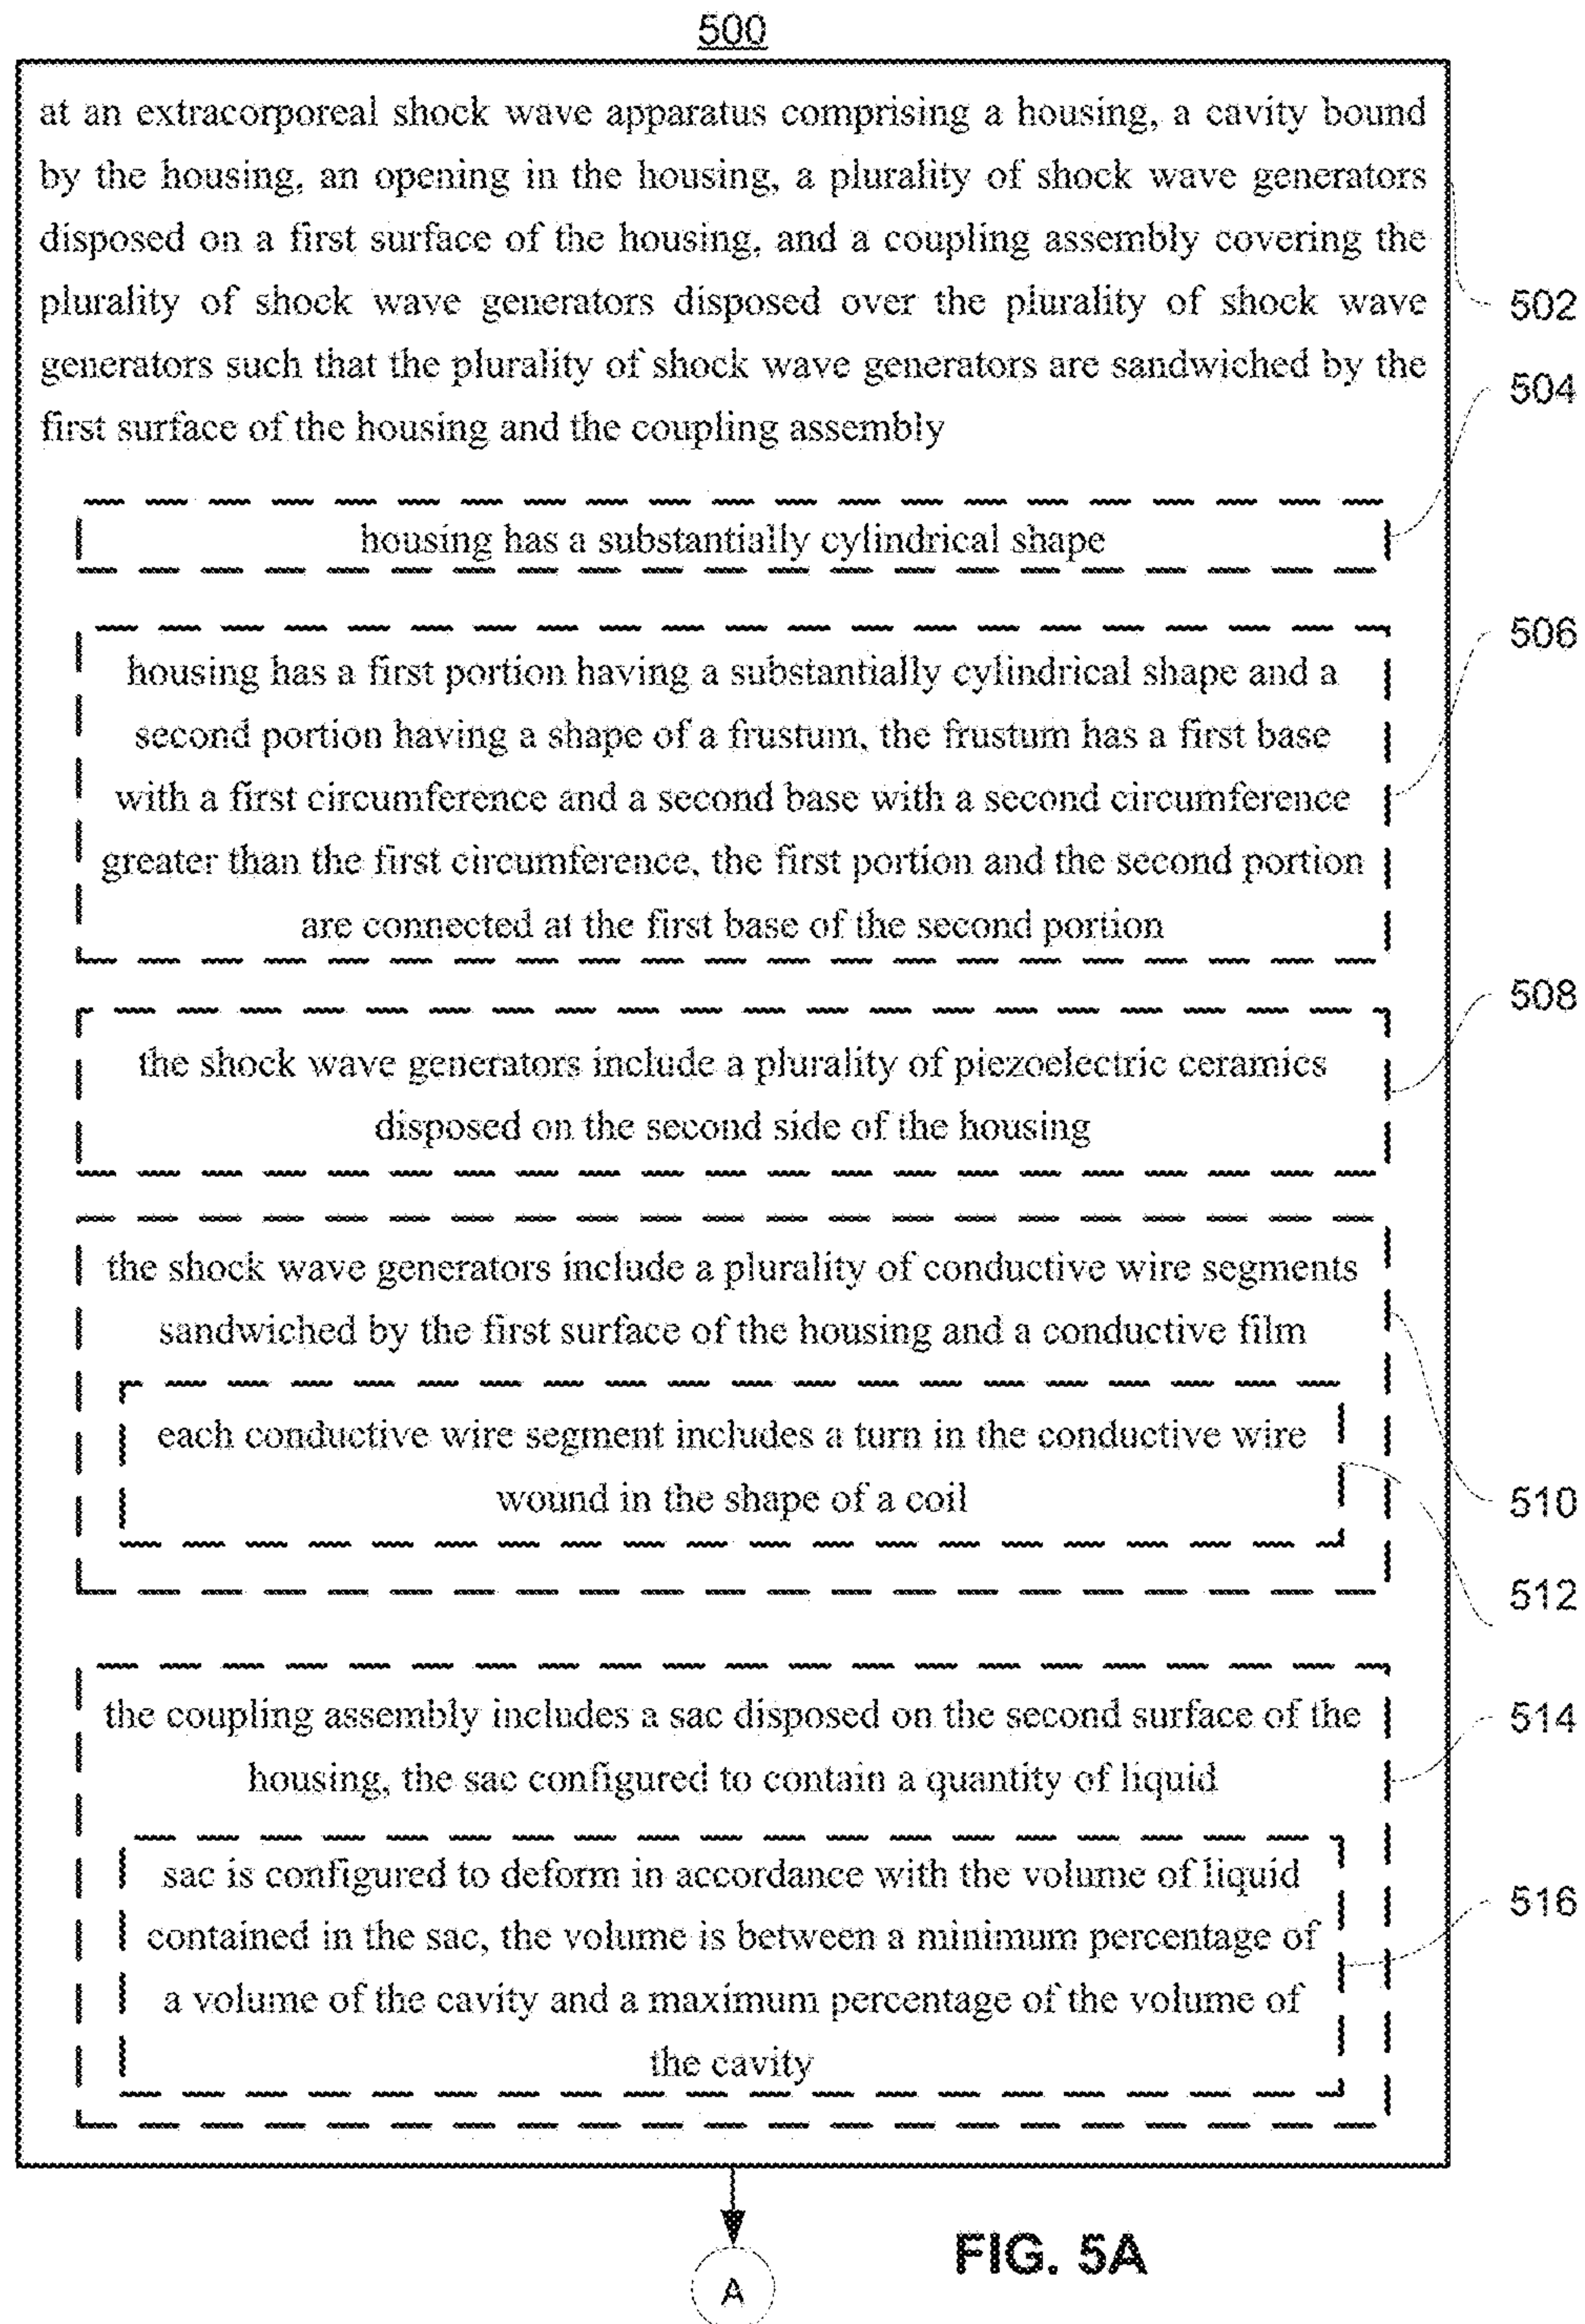 500
at an extracorporeal shock wave apparatus comprising a housing, a cavity bound
by the housing, an opening in the housing, a plurality of shock wave generators
disposed on a first surface of the housing, and a coupling assembly covering the
plurality of shock wave generators disposed over the plurality of shock wave
generators such that the plurality of shock wave generators are sandwiched by the
first surface of the housing and the coupling assembly
502
504
housing has a substantially cylindrical shape
506
housing has a first portion having a substantially cylindrical shape and a
second portion having a shape of a frustum, the frustum has a first base
with a first circumference and a second base with a second circumference
greater than the first circumference, the first portion and the second portion
are connected at the first base of the second portion
508
the shock wave generators include a plurality of piezoelectric ceramics
disposed on the second side of the housing
the shock wave generators include a plurality of conductive wire segments
sandwiched by the first surface of the housing and a conductive film
each conductive wire segment includes a turn in the conductive wire
wound in the shape of a coil
510
512
the coupling assembly includes a sac disposed on the second surface of the
housing, the sac configured to contain a quantity of liquid
514
sac is configured to deform in accordance with the volume of liquid
contained in the sac, the volume is between a minimum percentage of
a volume of the cavity and a maximum percentage of the volume of
the cavity
516
FIG. 5A
A